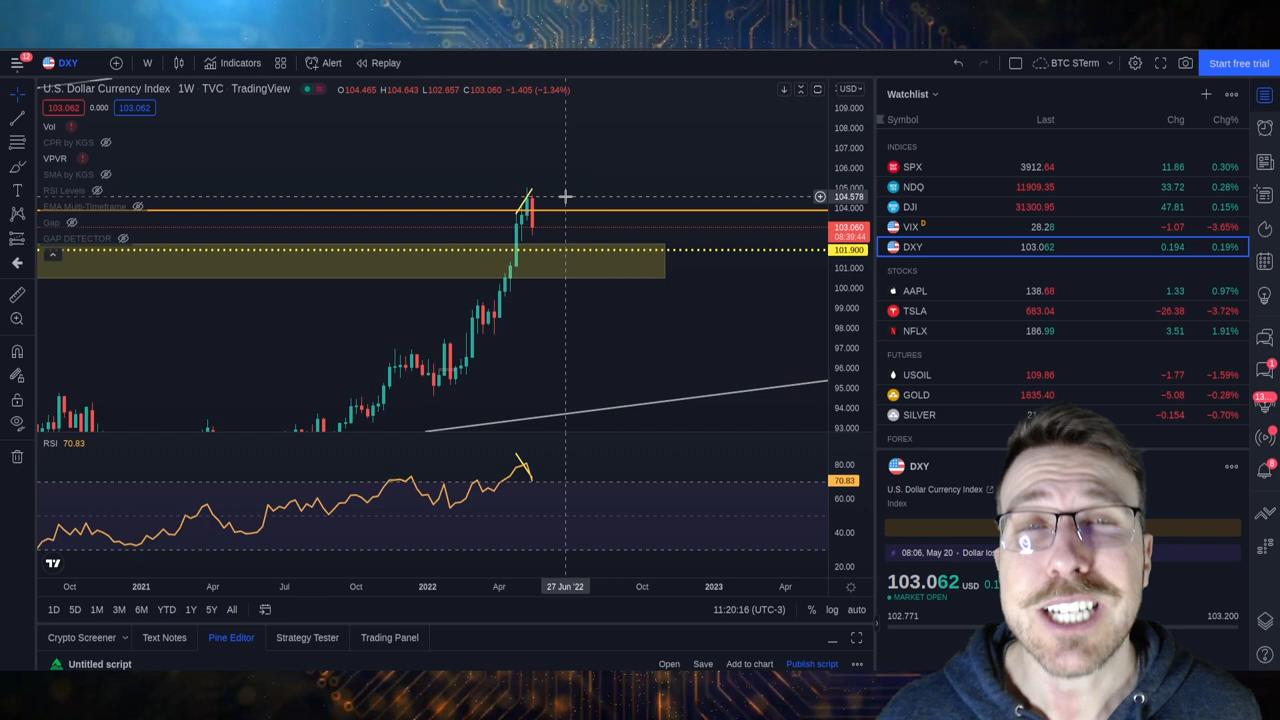 12
DXY
W
Indicators
Alert
Replay
BTC STerm
Start free trial
U.S. Dollar Currency Index 1W TVC TradingView
O104.465 H104.643 L102.657 C103.060 −1.405 (−1.34%)
USD
103.062 0.000 103.062
Vol
CPR by KGS
VPVR
SMA by KGS
RSI Levels
EMA Multi-Timeframe
Gap
GAP DETECTOR
109.000
108.000
107.000
106.000
105.000
104.578
104.000
103.060
08:39:44
101.900
101.000
100.000
99.000
98.000
97.000
96.000
95.000
94.000
93.000
RSI 70.83
80.00
70.83
60.00
40.00
20.00
Oct 2021 Apr Jul Oct 2022 Apr 27 Jun '22 Oct 2023 Apr
1D 5D 1M 3M 6M YTD 1Y 5Y All
11:20:16 (UTC-3) % log auto
Crypto Screener Text Notes Pine Editor Strategy Tester Trading Panel
Untitled script
Open Save Add to chart Publish script
Watchlist
Symbol Last Chg Chg%
INDICES
SPX 3912.64 11.86 0.30%
NDQ 11909.35 33.72 0.28%
DJI 31300.95 47.81 0.15%
VIX D 28.28 −1.07 −3.65%
DXY 103.062 0.194 0.19%
STOCKS
AAPL 138.68 1.33 0.97%
TSLA 683.04 −26.38 −3.72%
NFLX 186.99 3.51 1.91%
FUTURES
USOIL 109.86 −1.77 −1.59%
GOLD 1835.40 −5.08 −0.28%
SILVER −0.154 −0.70%
FOREX
DXY
U.S. Dollar Currency Index
Index
08:06, May 20 • Dollar
103.062 USD
MARKET OPEN
102.771 103.200
1
13
8